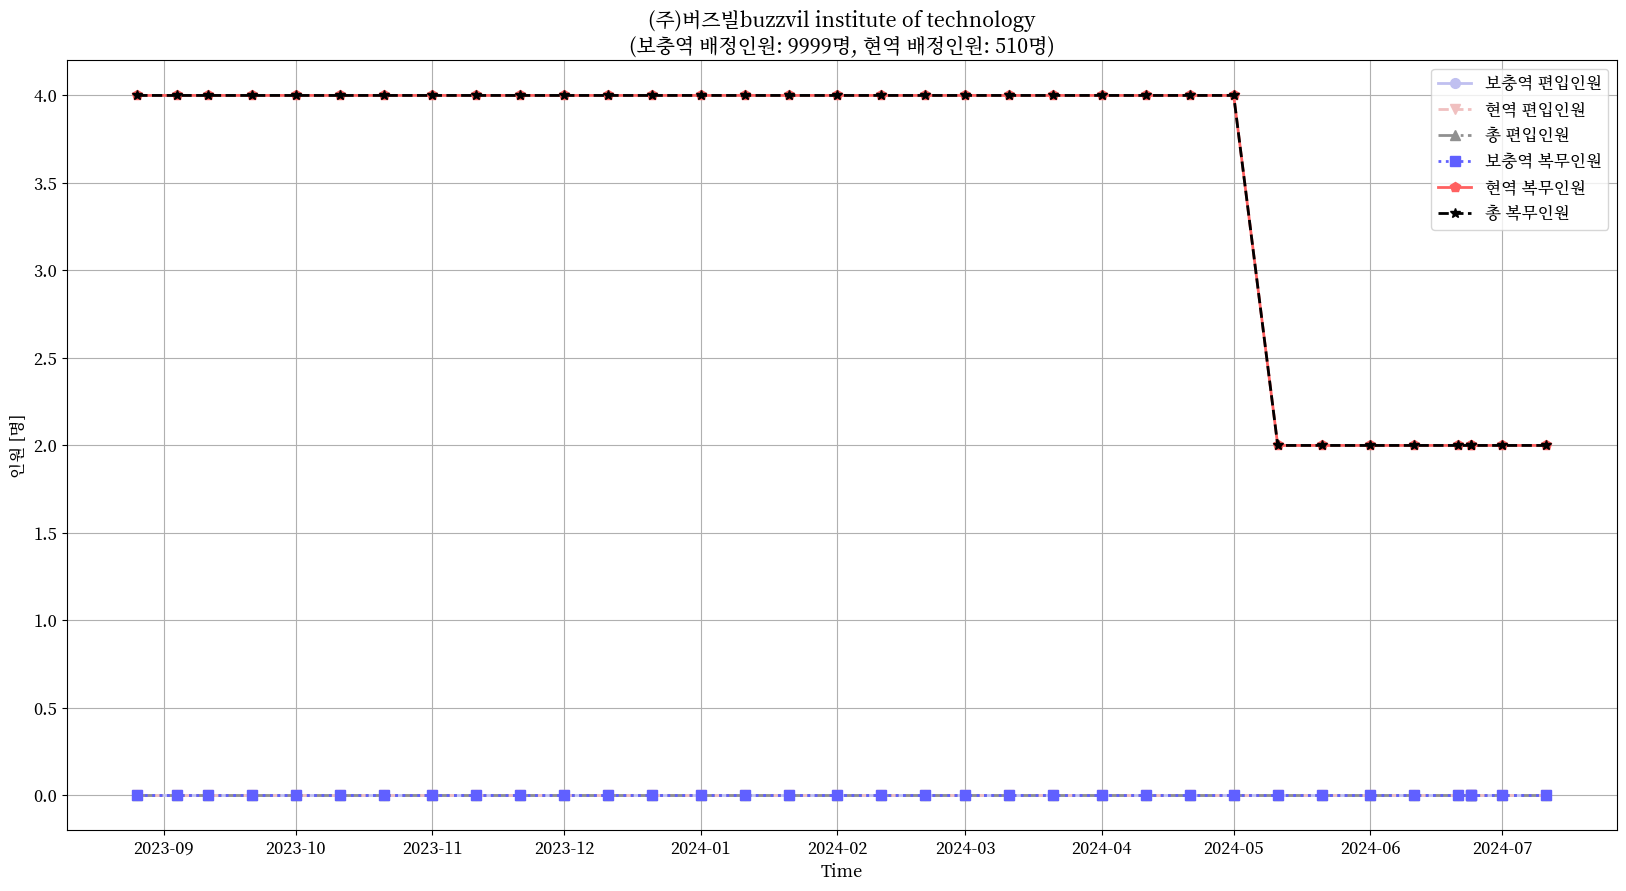 (주)버즈빌buzzvil institute of technology
(보충역 배정인원: 9999명, 현역 배정인원: 510명)
보충역 편입인원
현역 편입인원
총 편입인원
보충역 복무인원
현역 복무인원
총 복무인원
인원 [명]
4.0
3.5
3.0
2.5
2.0
1.5
1.0
0.5
0.0
2023-09 2023-10 2023-11 2023-12 2024-01 2024-02 2024-03 2024-04 2024-05 2024-06 2024-07
Time